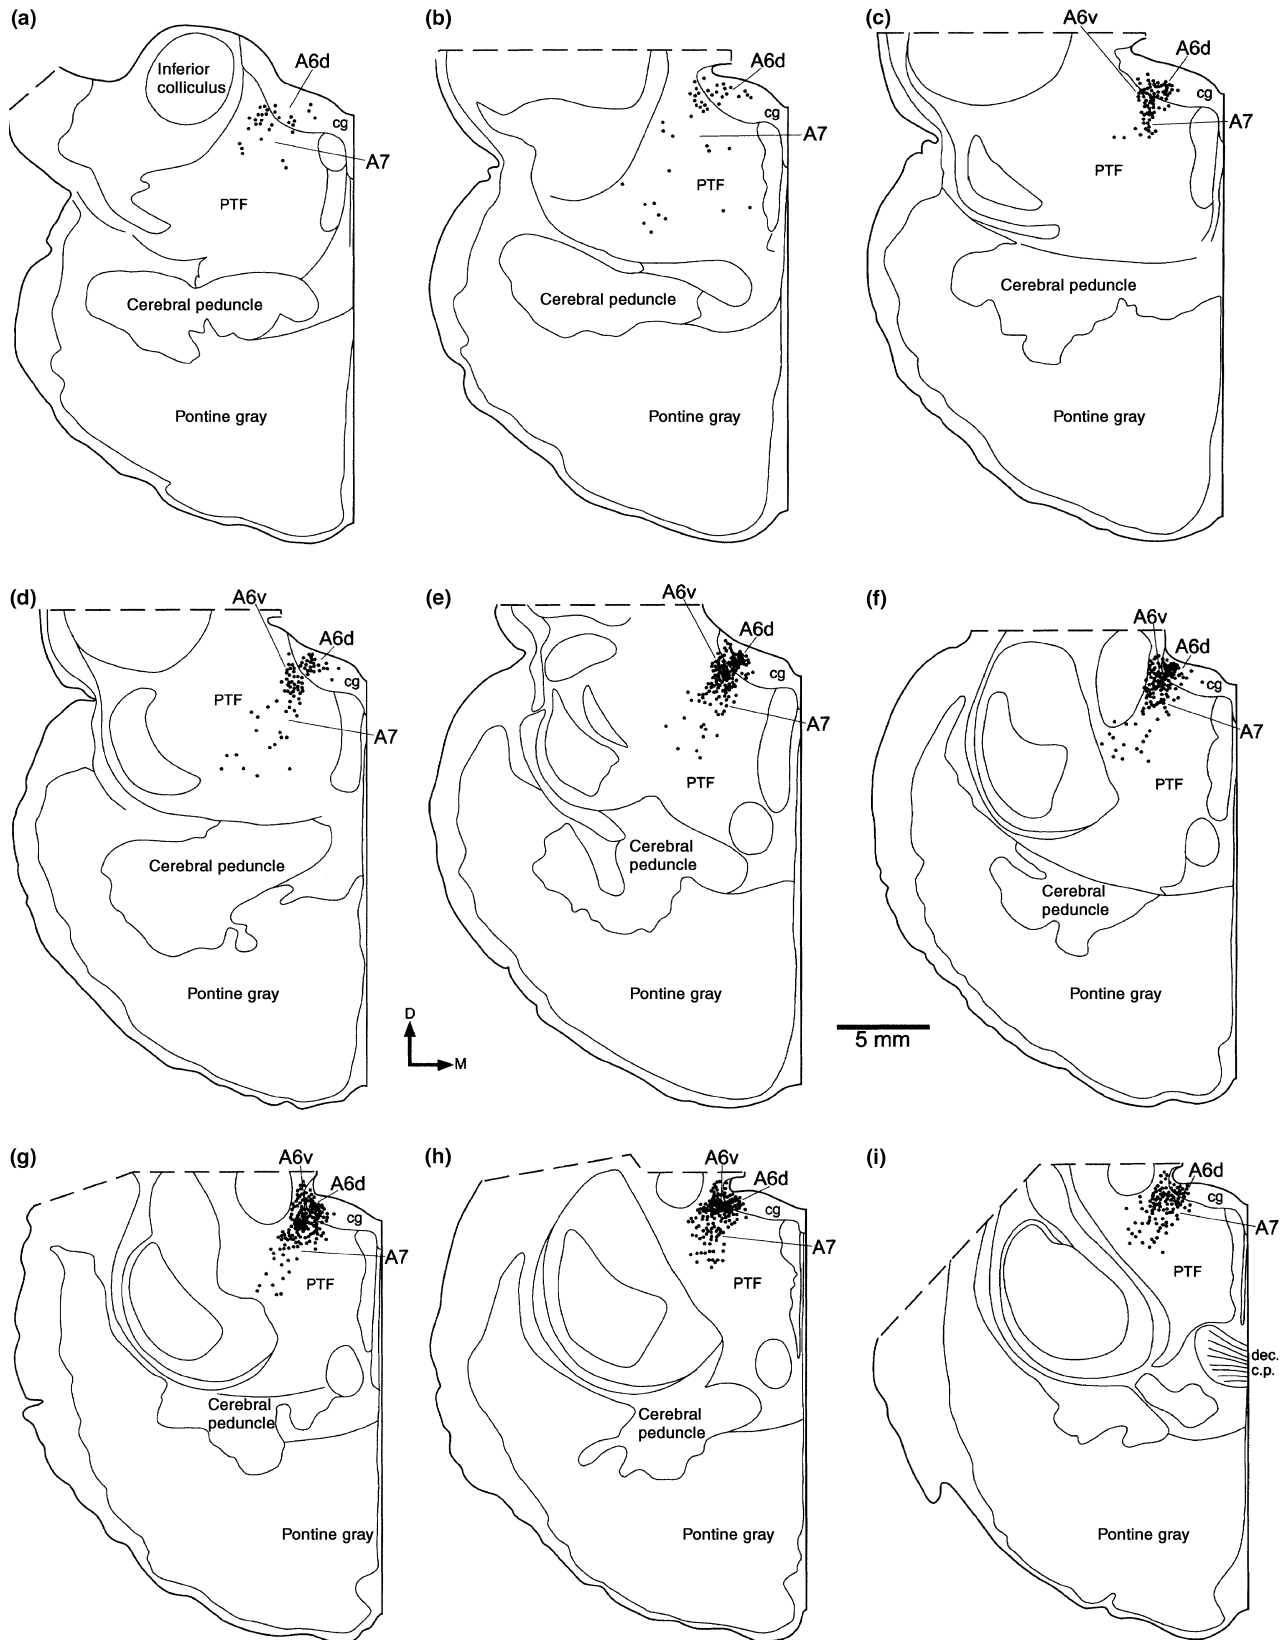 (a)
Inferior
colliculus
A6d
cg
A7
PTF
Cerebral peduncle
Pontine gray
(b)
A6d
cg
A7
PTF
Cerebral peduncle
Pontine gray
(c)
A6v
A6d
cg
A7
PTF
Cerebral peduncle
Pontine gray
(d)
A6v
A6d
cg
PTF
A7
Cerebral peduncle
Pontine gray
D
M
(e)
A6v
A6d
cg
A7
PTF
Cerebral
peduncle
Pontine gray
5 mm
(f)
A6v
A6d
cg
A7
PTF
Cerebral
peduncle
Pontine gray
(g)
A6v
A6d
cg
A7
PTF
Cerebral
peduncle
Pontine gray
(h)
A6v
A6d
cg
A7
PTF
Cerebral
peduncle
Pontine gray
(i)
A6d
cg
A7
PTF
dec.
c.p.
Pontine gray